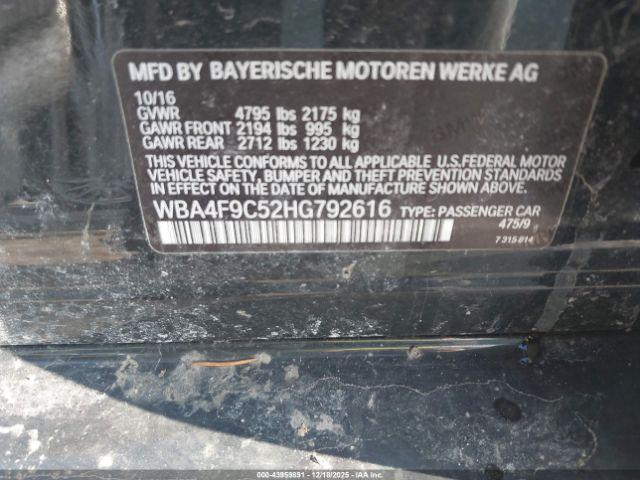 MFD BY BAYERISCHE MOTOREN WERKE AG
10/16
GVWR 4795 lbs 2175 kg
GAWR FRONT 2194 lbs 995 kg
GAWR REAR 2712 lbs 1230 kg
THIS VEHICLE CONFORMS TO ALL APPLICABLE U.S.FEDERAL MOTOR
VEHICLE SAFETY, BUMPER AND THEFT PREVENTION STANDARDS
IN EFFECT ON THE DATE OF MANUFACTURE SHOWN ABOVE.
WBA4F9C52HG792616 TYPE: PASSENGER CAR
475/9
7 315 014
000-43959891 - 12/18/2025 - IAAI.COM